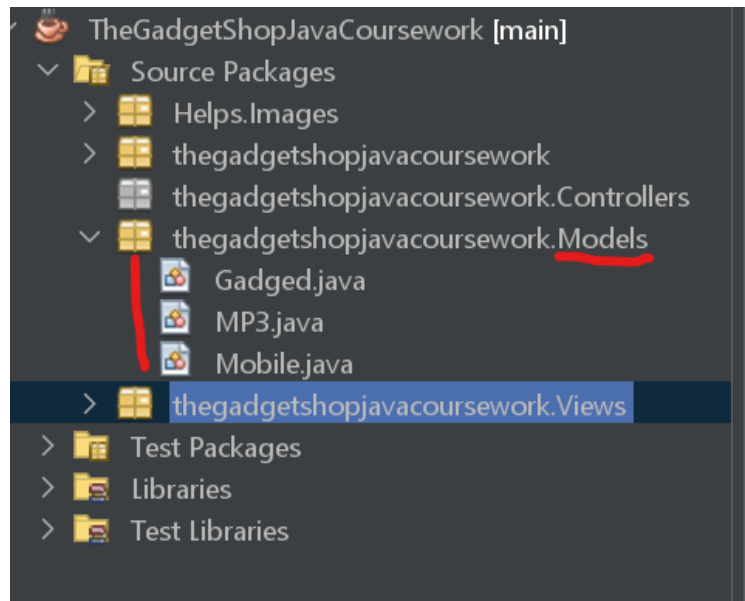 TheGadgetShopJavaCoursework [main]
Source Packages
Helps.Images
thegadgetshopjavacoursework
thegadgetshopjavacoursework.Controllers
thegadgetshopjavacoursework.Models
Gadged.java
MP3.java
Mobile.java
thegadgetshopjavacoursework.Views
Test Packages
Libraries
Test Libraries